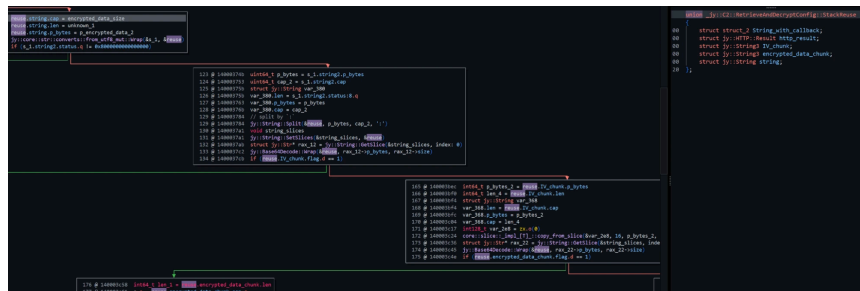 reuse.string.cap = encrypted_data_size
reuse.string.len = unknown_1
reuse.string.p_bytes = p_encrypted_data_2
jy::core::str::converts::from_utf8_mut::Wrap(&s_1, &reuse)
if (s_1.string2.status.q != 0x8000000000000000)
123 @ 14000374b uint64_t p_bytes = s_1.string2.p_bytes
124 @ 140003753 uint64_t cap_2 = s_1.string2.cap
125 @ 140003758 struct jy::String var_380
126 @ 140003758 var_380.len = s_1.string2.status:8.q
127 @ 140003763 var_380.p_bytes = p_bytes
128 @ 140003768 var_380.cap = cap_2
129 @ 140003784 // split by ':'
129 @ 140003784 jy::String::Split(&reuse, p_bytes, cap_2, ':')
130 @ 1400037a1 void string_slices
131 @ 1400037a1 jy::String::GetSlices(&string_slices, &reuse)
132 @ 1400037ab struct jy::Str* rax_12 = jy::String::GetSlice(&string_slices, index: 0)
133 @ 1400037c6 jy::Base64Decode::Wrap(&reuse, rax_12->p_bytes, rax_12->size)
134 @ 1400037cb if (reuse.IV_chunk.flag.d == 1)
165 @ 140003bec int64_t p_bytes_2 = reuse.IV_chunk.p_bytes
166 @ 140003bf0 int64_t len_4 = reuse.IV_chunk.len
168 @ 140003bf4 struct jy::String var_368
168 @ 140003bf4 var_368.len = reuse.IV_chunk.cap
169 @ 140003bfc var_368.p_bytes = p_bytes_2
170 @ 140003c04 var_368.cap = len_4
171 @ 140003c17 int128_t var_2e8 = zx.o(0)
172 @ 140003c24 core::slice::_impl_[T]_::copy_from_slice(&var_2e8, 16, p_bytes_2,
173 @ 140003c36 struct jy::Str* rax_22 = jy::String::GetSlice(&string_slices, inde
174 @ 140003c45 jy::Base64Decode::Wrap(&reuse, rax_22->p_bytes, rax_22->size)
175 @ 140003c4e if (reuse.encrypted_data_chunk.flag.d == 1)
176 @ 140003c58 int64_t len_1 = reuse.encrypted_data_chunk.len
union _jy::C2::RetrieveAndDecryptConfig::StackReuse
{
00 struct struct_2 String_with_callback;
00 struct jy::HTTP::Result http_result;
00 struct jy::String3 IV_chunk;
00 struct jy::String3 encrypted_data_chunk;
00 struct jy::String string;
20 };